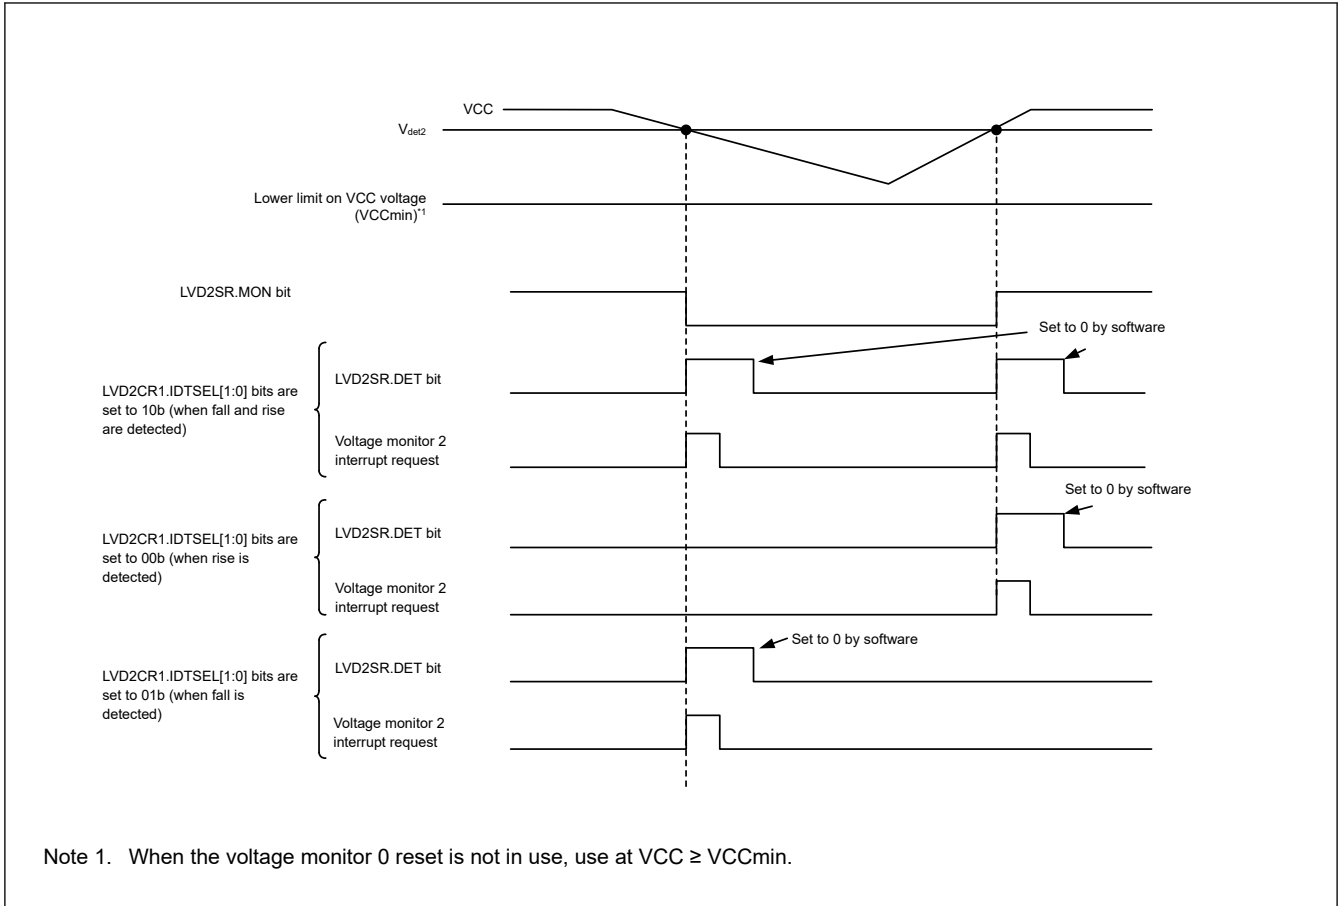 VCC
Vdet2
Lower limit on VCC voltage
(VCCmin)*1
LVD2SR.MON bit
Set to 0 by software
LVD2CR1.IDTSEL[1:0] bits are
set to 10b (when fall and rise
are detected)
LVD2SR.DET bit
Voltage monitor 2
interrupt request
Set to 0 by software
LVD2CR1.IDTSEL[1:0] bits are
set to 00b (when rise is
detected)
LVD2SR.DET bit
Voltage monitor 2
interrupt request
Set to 0 by software
LVD2CR1.IDTSEL[1:0] bits are
set to 01b (when fall is
detected)
LVD2SR.DET bit
Voltage monitor 2
interrupt request
Note 1. When the voltage monitor 0 reset is not in use, use at VCC ≥ VCCmin.